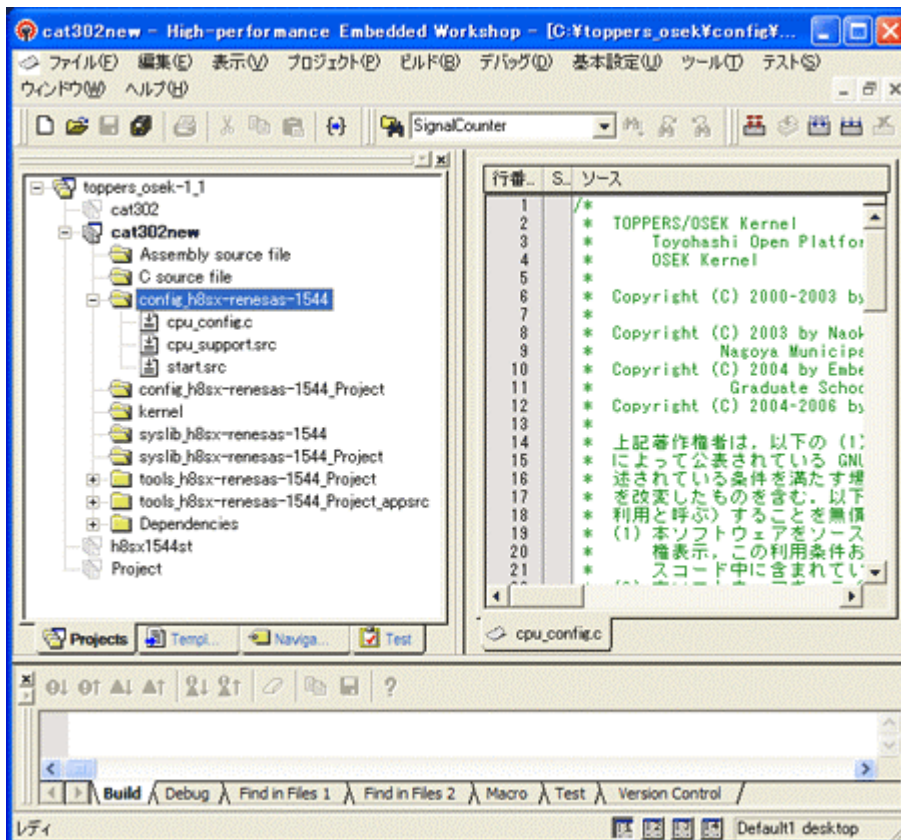 cat302new - High-performance Embedded Workshop - [C:¥toppers_osek¥config¥...
ファイル(F) 編集(E) 表示(V) プロジェクト(P) ビルド(B) デバッグ(D) 基本設定(U) ツール(T) テスト(S)
ウィンドウ(W) ヘルプ(H)
SignalCounter
toppers_osek-1_1
cat302
cat302new
Assembly source file
C source file
config_h8sx-renesas-1544
cpu_config.c
cpu_support.src
start.src
config_h8sx-renesas-1544_Project
kernel
syslib_h8sx-renesas-1544
syslib_h8sx-renesas-1544_Project
tools_h8sx-renesas-1544_Project
tools_h8sx-renesas-1544_Project_appsrc
Dependencies
h8sx1544st
Project
Projects Templ... Naviga... Test
行番... S... ソース
1 /*
2 * TOPPERS/OSEK Kernel
3 * Toyohashi Open Platfor
4 * OSEK Kernel
5 *
6 * Copyright (C) 2000-2003 by
7 *
8 * Copyright (C) 2003 by Naok
9 * Nagoya Municipa
10 * Copyright (C) 2004 by Embe
11 * Graduate Schoo
12 * Copyright (C) 2004-2006 by
13 *
14 * 上記著作権者は，以下の (1)
15 * によって公表されている GNU
16 * 述されている条件を満たす場
17 * を改変したものを含む．以下
18 * 利用と呼ぶ）することを無償
19 * (1) 本ソフトウェアをソース
20 * 権表示，この利用条件お
21 * スコード中に含まれてい
cpu_config.c
Build Debug Find in Files 1 Find in Files 2 Macro Test Version Control
レディ Default1 desktop